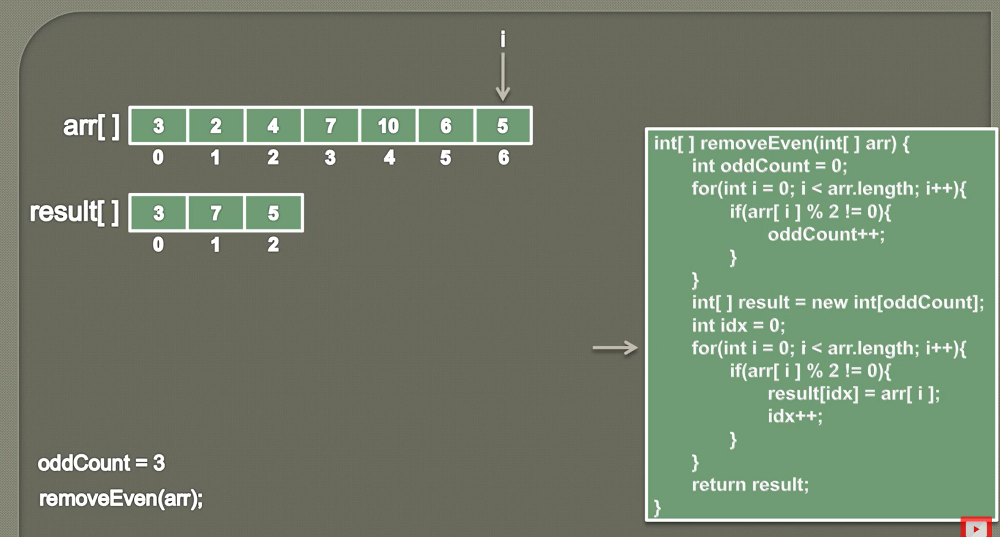 i
arr[ ] 3 2 4 7 10 6 5
0 1 2 3 4 5 6
result[ ] 3 7 5
0 1 2
oddCount = 3
removeEven(arr);
int[ ] removeEven(int[ ] arr) {
int oddCount = 0;
for(int i = 0; i < arr.length; i++){
if(arr[ i ] % 2 != 0){
oddCount++;
}
}
int[ ] result = new int[oddCount];
int idx = 0;
for(int i = 0; i < arr.length; i++){
if(arr[ i ] % 2 != 0){
result[idx] = arr[ i ];
idx++;
}
}
return result;
}